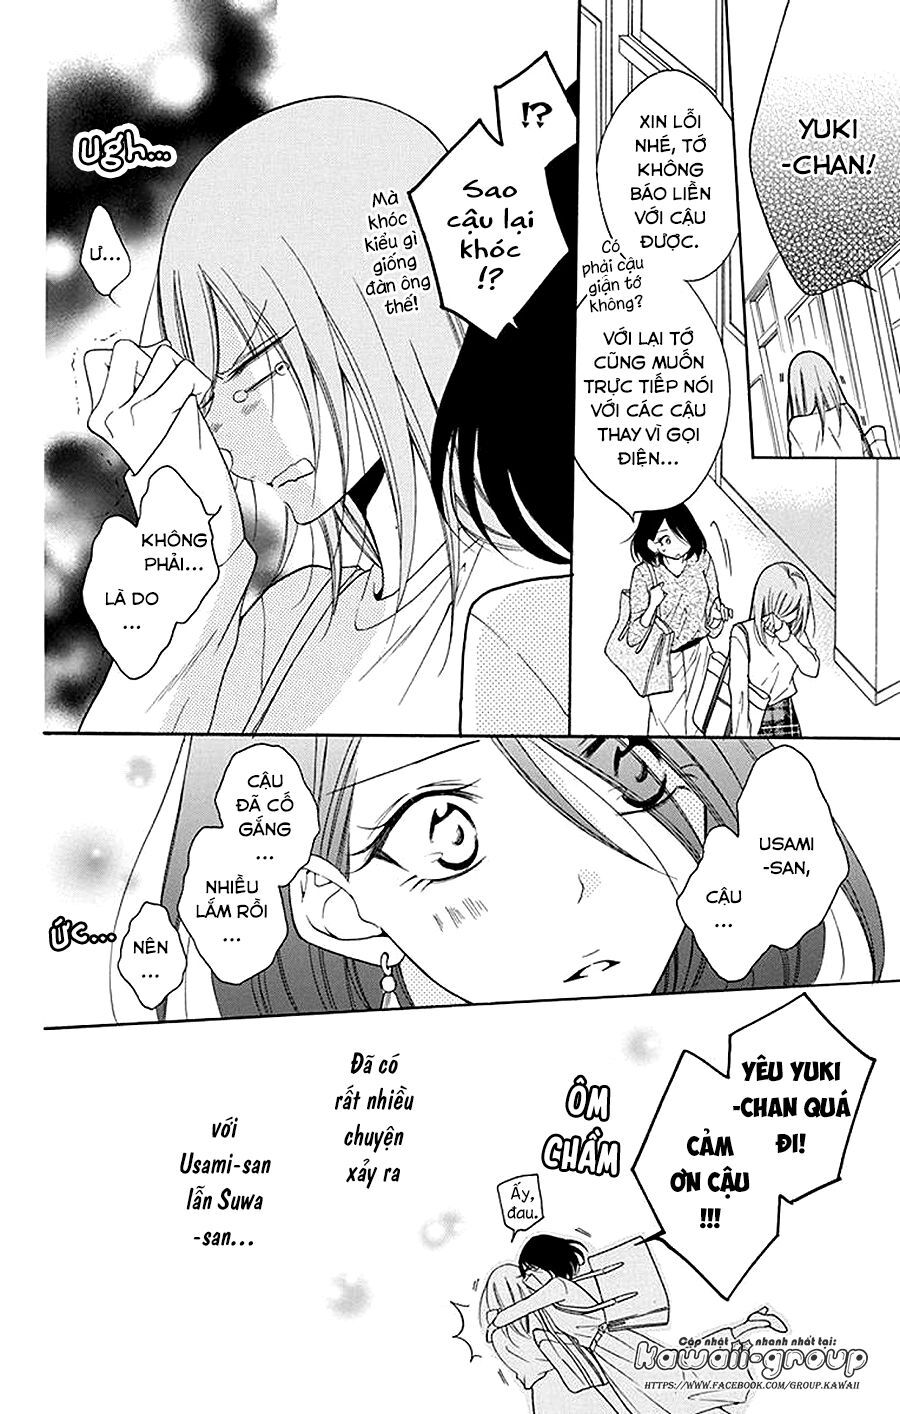 YUKI
-CHAN!
XIN LỖI
NHÉ, TỚ
KHÔNG
BÁO LIỀN
VỚI CẬU
ĐƯỢC.
Có
phải cậu
giận tớ
không?
VỚI LẠI TỚ
CŨNG MUỐN
TRỰC TIẾP NÓI
VỚI CÁC CẬU
THAY VÌ GỌI
ĐIỆN...
!?
Sao
cậu lại
khóc
!?
Mà
khóc
kiểu gì
giống
đàn ông
thế!
Ugh...
Ư...
KHÔNG
PHẢI...
LÀ DO
...
USAMI
-SAN,
CẬU
...
CẬU
ĐÃ CỐ
GẮNG
...
NHIỀU
LẮM RỒI
...
NÊN
...
ỨC....
YÊU YUKI
-CHAN QUÁ
ĐI!
CẢM
ƠN CẬU
!!!
ÔM
CHẦM
Ấy,
đau.
Đã có
rất nhiều
chuyện
xảy ra
với
Usami-san
lẫn Suwa
-san...
Cập nhật nhanh nhất tại:
kawaii-group
HTTPS://WWW.FACEBOOK.COM/GROUP.KAWAII